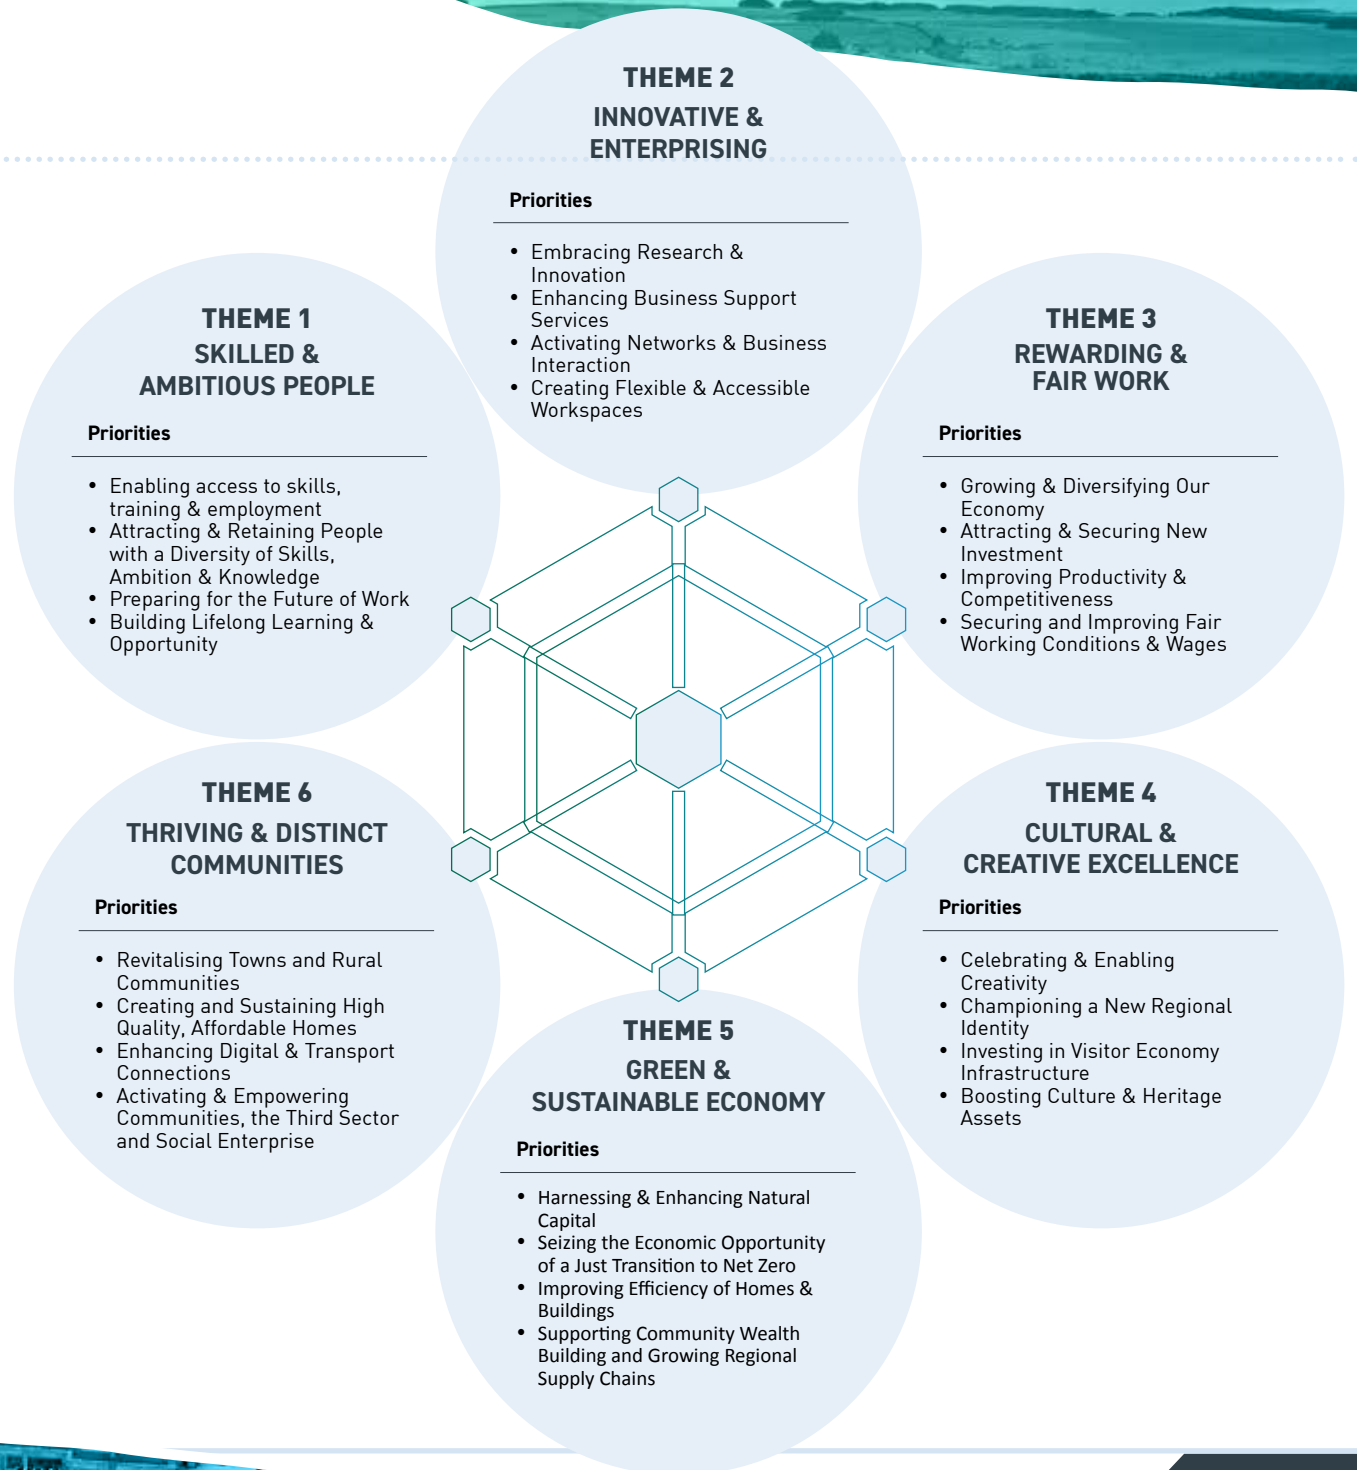 THEME 2
INNOVATIVE &
ENTERPRISING
Priorities
• Embracing Research &
Innovation
• Enhancing Business Support
Services
• Activating Networks & Business
Interaction
• Creating Flexible & Accessible
Workspaces
THEME 1
SKILLED &
AMBITIOUS PEOPLE
Priorities
• Enabling access to skills,
training & employment
• Attracting & Retaining People
with a Diversity of Skills,
Ambition & Knowledge
• Preparing for the Future of Work
• Building Lifelong Learning &
Opportunity
THEME 3
REWARDING &
FAIR WORK
Priorities
• Growing & Diversifying Our
Economy
• Attracting & Securing New
Investment
• Improving Productivity &
Competitiveness
• Securing and Improving Fair
Working Conditions & Wages
THEME 6
THRIVING & DISTINCT
COMMUNITIES
Priorities
• Revitalising Towns and Rural
Communities
• Creating and Sustaining High
Quality, Affordable Homes
• Enhancing Digital & Transport
Connections
• Activating & Empowering
Communities, the Third Sector
and Social Enterprise
THEME 4
CULTURAL &
CREATIVE EXCELLENCE
Priorities
• Celebrating & Enabling
Creativity
• Championing a New Regional
Identity
• Investing in Visitor Economy
Infrastructure
• Boosting Culture & Heritage
Assets
THEME 5
GREEN &
SUSTAINABLE ECONOMY
Priorities
• Harnessing & Enhancing Natural
Capital
• Seizing the Economic Opportunity
of a Just Transition to Net Zero
• Improving Efficiency of Homes &
Buildings
• Supporting Community Wealth
Building and Growing Regional
Supply Chains